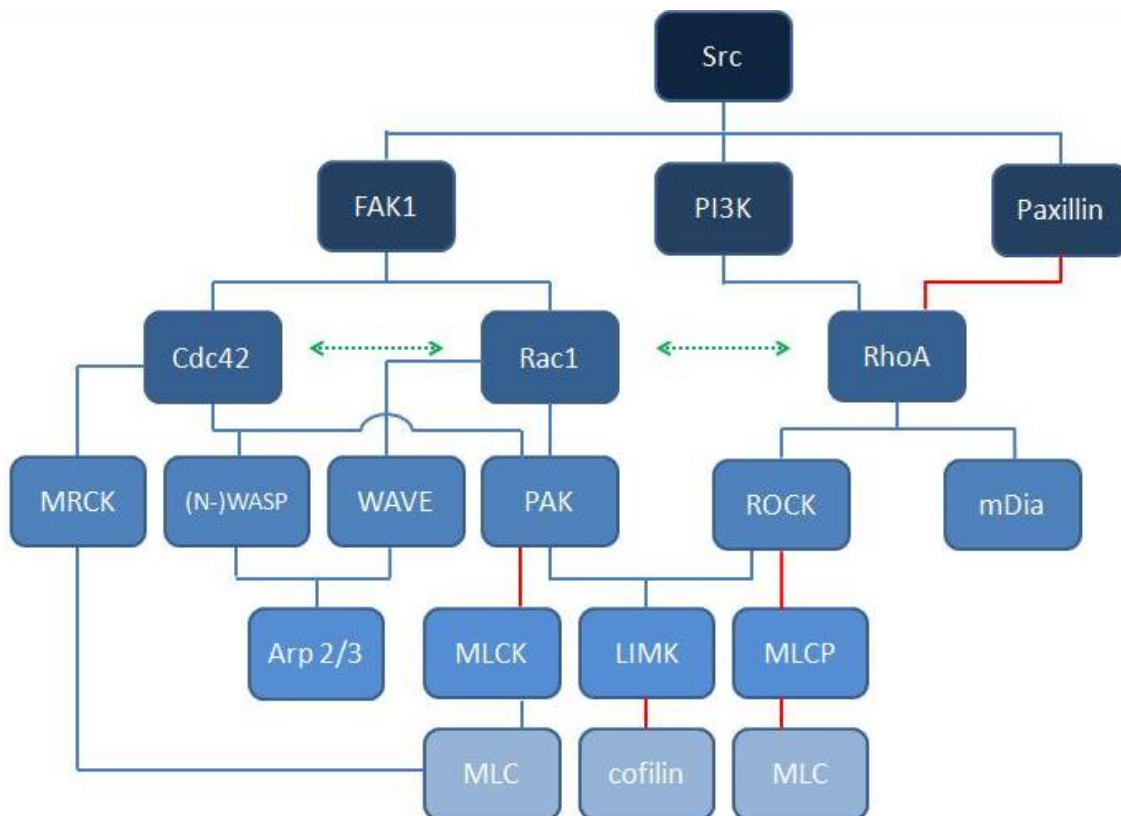 Src
FAK1
PI3K
Paxillin
Cdc42
Rac1
RhoA
MRCK
(N-)WASP
WAVE
PAK
ROCK
mDia
Arp 2/3
MLCK
LIMK
MLCP
MLC
cofilin
MLC